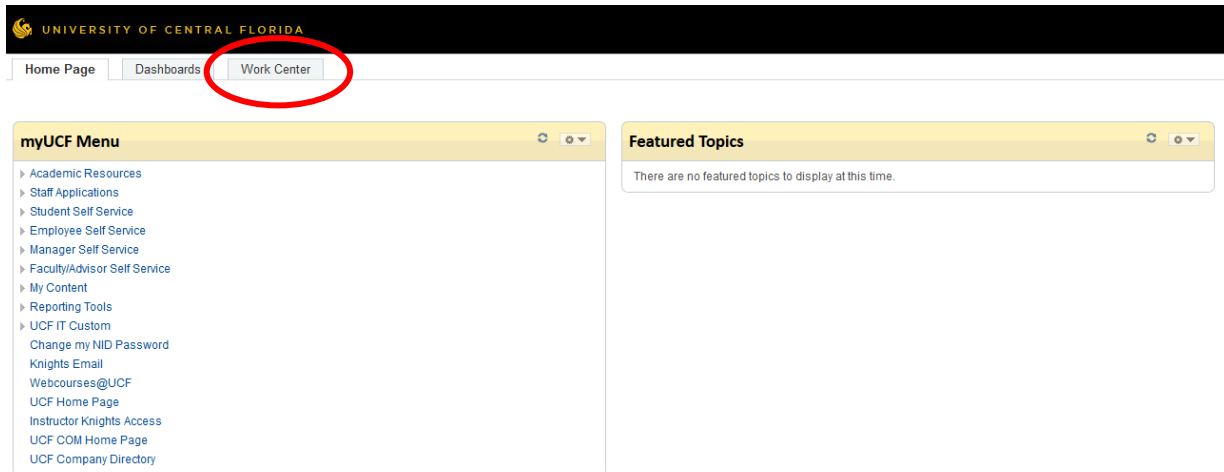 UNIVERSITY OF CENTRAL FLORIDA
Home Page Dashboards Work Center
myUCF Menu
Academic Resources
Staff Applications
Student Self Service
Employee Self Service
Manager Self Service
Faculty/Advisor Self Service
My Content
Reporting Tools
UCF IT Custom
Change my NID Password
Knights Email
Webcourses@UCF
UCF Home Page
Instructor Knights Access
UCF COM Home Page
UCF Company Directory
Featured Topics
There are no featured topics to display at this time.